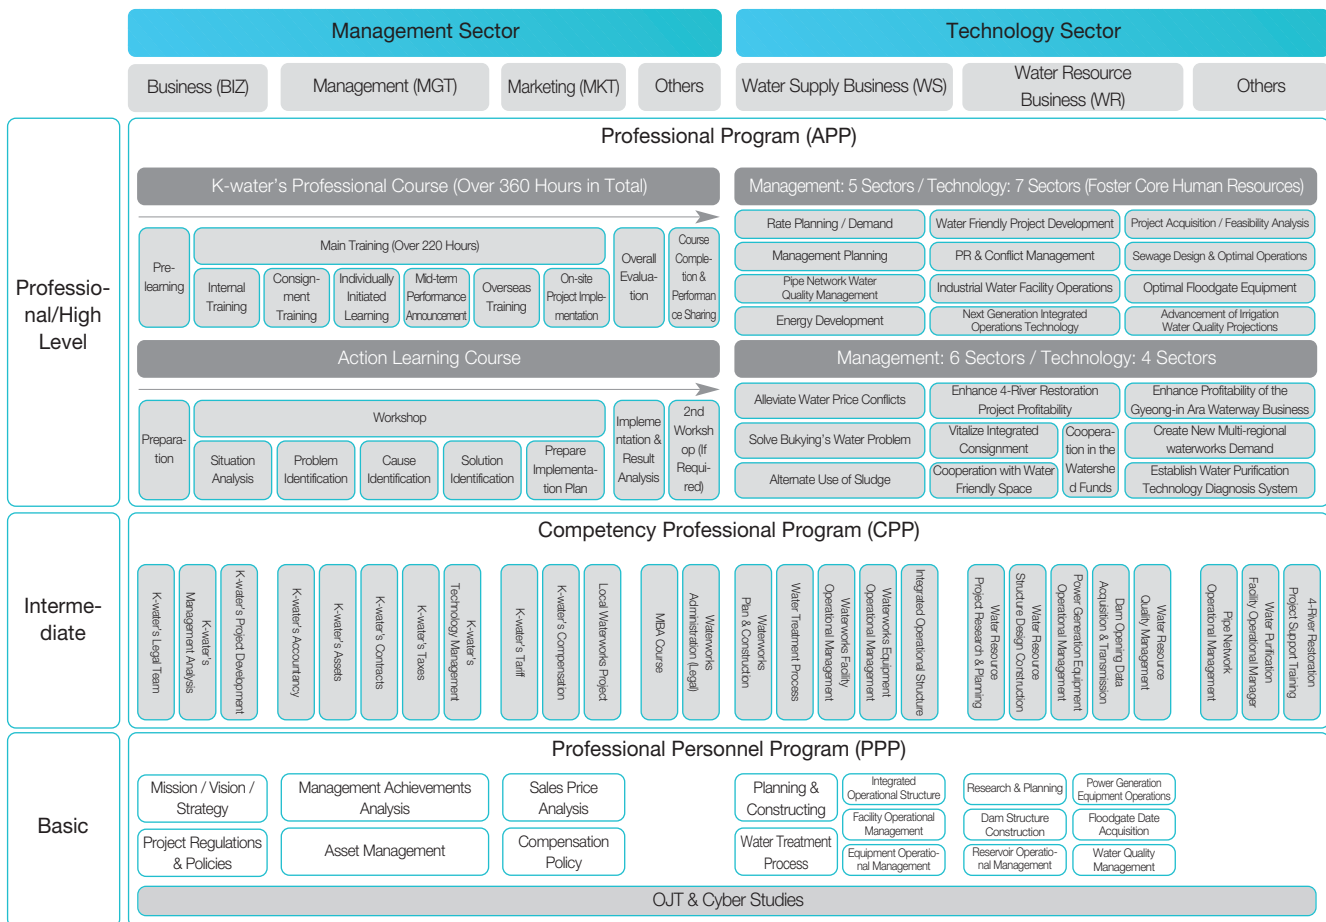 Management Sector
Technology Sector
Business (BIZ)
Management (MGT)
Marketing (MKT)
Others
Water Supply Business (WS)
Water Resource
Business (WR)
Others
Professio-
nal/High
Level
Professional Program (APP)
K-water's Professional Course (Over 360 Hours in Total)
Pre-
learning
Main Training (Over 220 Hours)
Internal
Training
Consign-
ment
Training
Individually
Initiated
Learning
Mid-term
Performance
Announcement
Overseas
Training
On-site
Project Imple-
mentation
Overall
Evalua-
tion
Course
Comple-
tion &
Performan
ce Sharing
Management: 5 Sectors / Technology: 7 Sectors (Foster Core Human Resources)
Rate Planning / Demand
Water Friendly Project Development
Project Acquisition / Feasibility Analysis
Management Planning
PR & Conflict Management
Sewage Design & Optimal Operations
Pipe Network Water
Quality Management
Industrial Water Facility Operations
Optimal Floodgate Equipment
Energy Development
Next Generation Integrated
Operations Technology
Advancement of Irrigation
Water Quality Projections
Action Learning Course
Preparation
Workshop
Situation
Analysis
Problem
Identification
Cause
Identification
Solution
Identification
Prepare
Implementa-
tion Plan
Impleme
ntation &
Result
Analysis
2nd
Worksh
op (If
Requi-
red)
Management: 6 Sectors / Technology: 4 Sectors
Alleviate Water Price Conflicts
Enhance 4-River Restoration
Project Profitability
Enhance Profitability of the
Gyeong-in Ara Waterway Business
Solve Bukying's Water Problem
Vitalize Integrated
Consignment
Coopera-
tion in the
Watershe
d Funds
Create New Multi-regional
waterworks Demand
Alternate Use of Sludge
Cooperation with Water
Friendly Space
Establish Water Purification
Technology Diagnosis System
Interme-
diate
Competency Professional Program (CPP)
K-water's Legal Team
K-water's
Management Analysis
K-water's Project Development
K-water's Accountancy
K-water's Assets
K-water's Contracts
K-water's Taxes
K-water's
Technology Management
K-water's Tariff
K-water's Compensation
Local Waterworks Project
MBA Course
Waterworks
Administration (Legal)
Waterworks
Plan & Construction
Water Treatment Process
Waterworks Facility
Operational Management
Waterworks Equipment
Operational Management
Integrated Operational Structure
Water Resource
Project Research & Planning
Water Resource
Structure Design Construction
Power Generation Equipment
Operational Management
Dam Opening Data
Acquisition & Transmission
Water Resource
Quality Management
Pipe Network
Operational Management
Water Purification
Facility Operational Manager
4-River Restoration
Project Support Training
Basic
Professional Personnel Program (PPP)
Mission / Vision /
Strategy
Management Achievements
Analysis
Sales Price
Analysis
Project Regulations
& Policies
Asset Management
Compensation
Policy
Planning &
Constructing
Water Treatment
Process
Integrated
Operational Structure
Facility Operational
Management
Equipment Operatio-
nal Management
Research & Planning
Dam Structure
Construction
Reservoir Operatio-
nal Management
Power Generation
Equipment Operations
Floodgate Date
Acquisition
Water Quality
Management
OJT & Cyber Studies